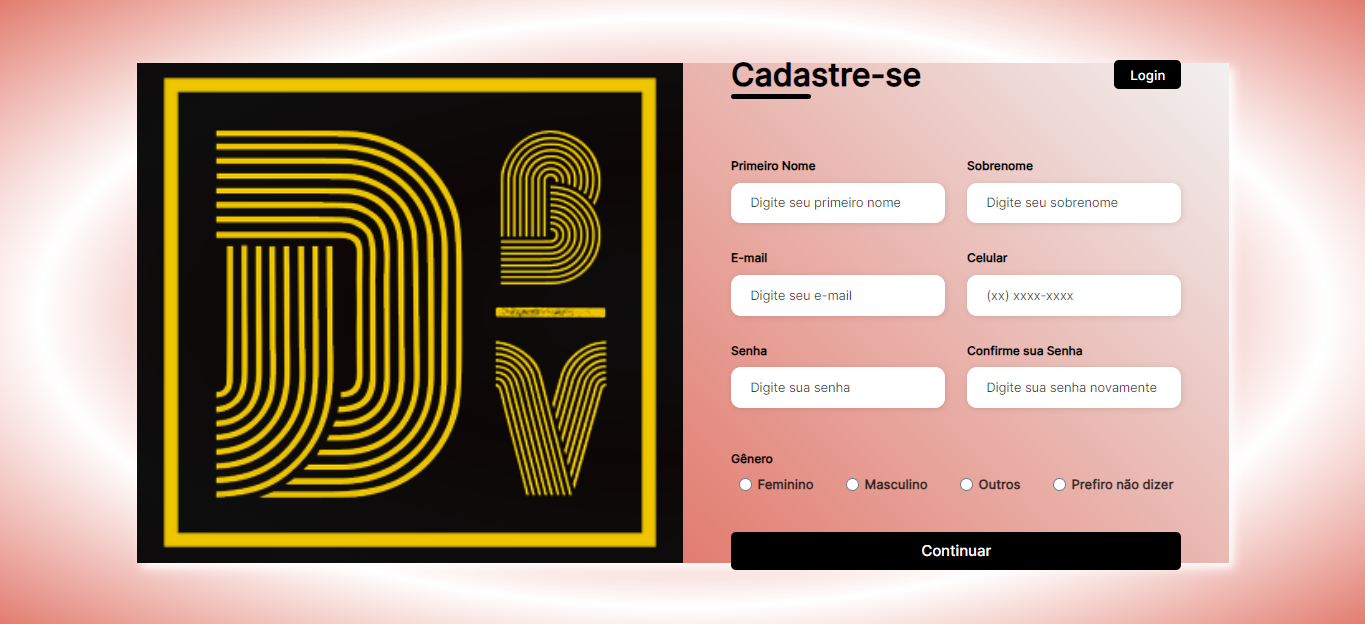 D
B
V
Cadastre-se
Login
Primeiro Nome
Sobrenome
Digite seu primeiro nome
Digite seu sobrenome
E-mail
Celular
Digite seu e-mail
(xx) xxxx-xxxx
Senha
Confirme sua Senha
Digite sua senha
Digite sua senha novamente
Gênero
Feminino
Masculino
Outros
Prefiro não dizer
Continuar